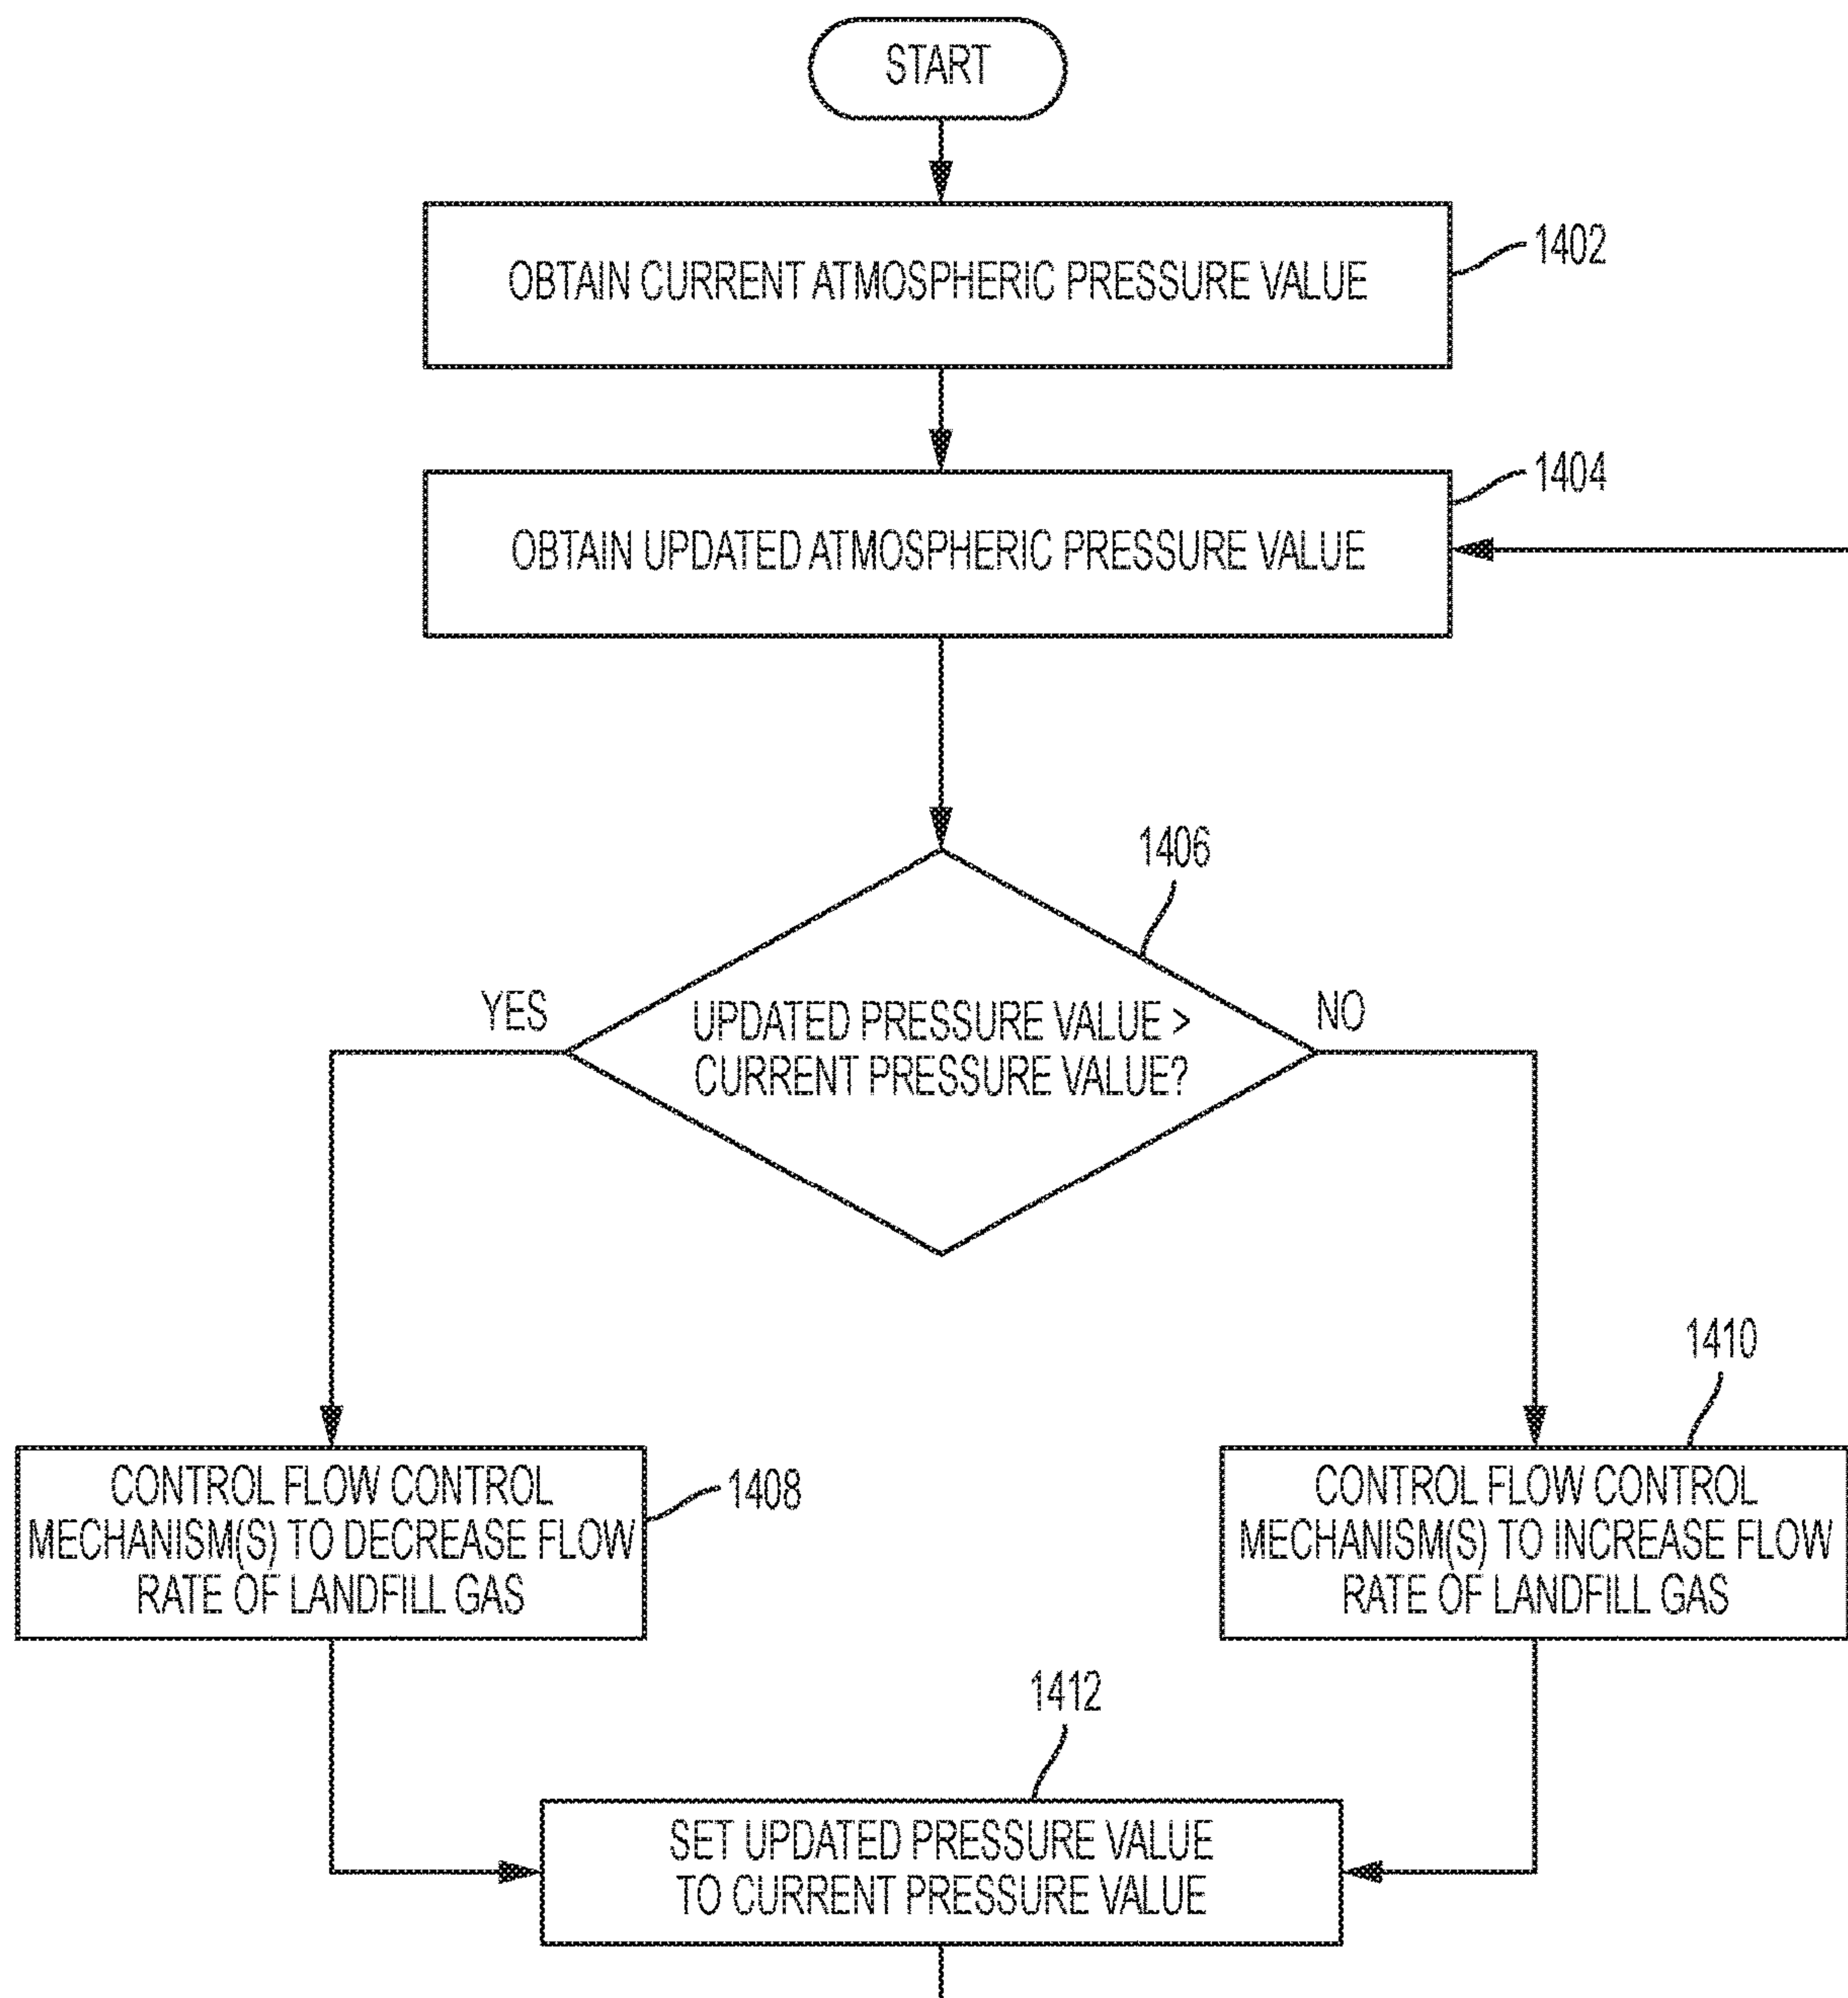 START
OBTAIN CURRENT ATMOSPHERIC PRESSURE VALUE
1402
OBTAIN UPDATED ATMOSPHERIC PRESSURE VALUE
1404
1406
YES
UPDATED PRESSURE VALUE >
CURRENT PRESSURE VALUE?
NO
CONTROL FLOW CONTROL
MECHANISM(S) TO DECREASE FLOW
RATE OF LANDFILL GAS
1408
1410
CONTROL FLOW CONTROL
MECHANISM(S) TO INCREASE FLOW
RATE OF LANDFILL GAS
1412
SET UPDATED PRESSURE VALUE
TO CURRENT PRESSURE VALUE